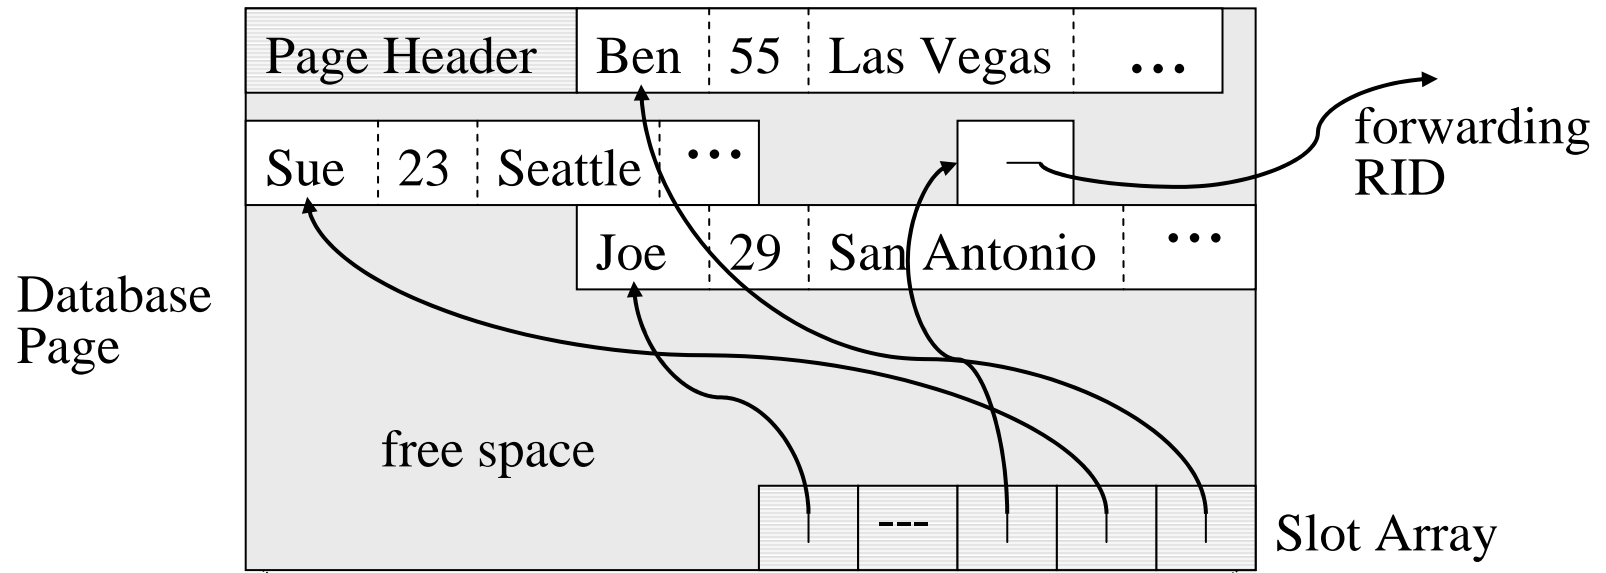 Page Header Ben 55 Las Vegas ...
forwarding
RID
Sue 23 Seattle ...
Joe 29 San Antonio ...
Database
Page
free space
---
Slot Array